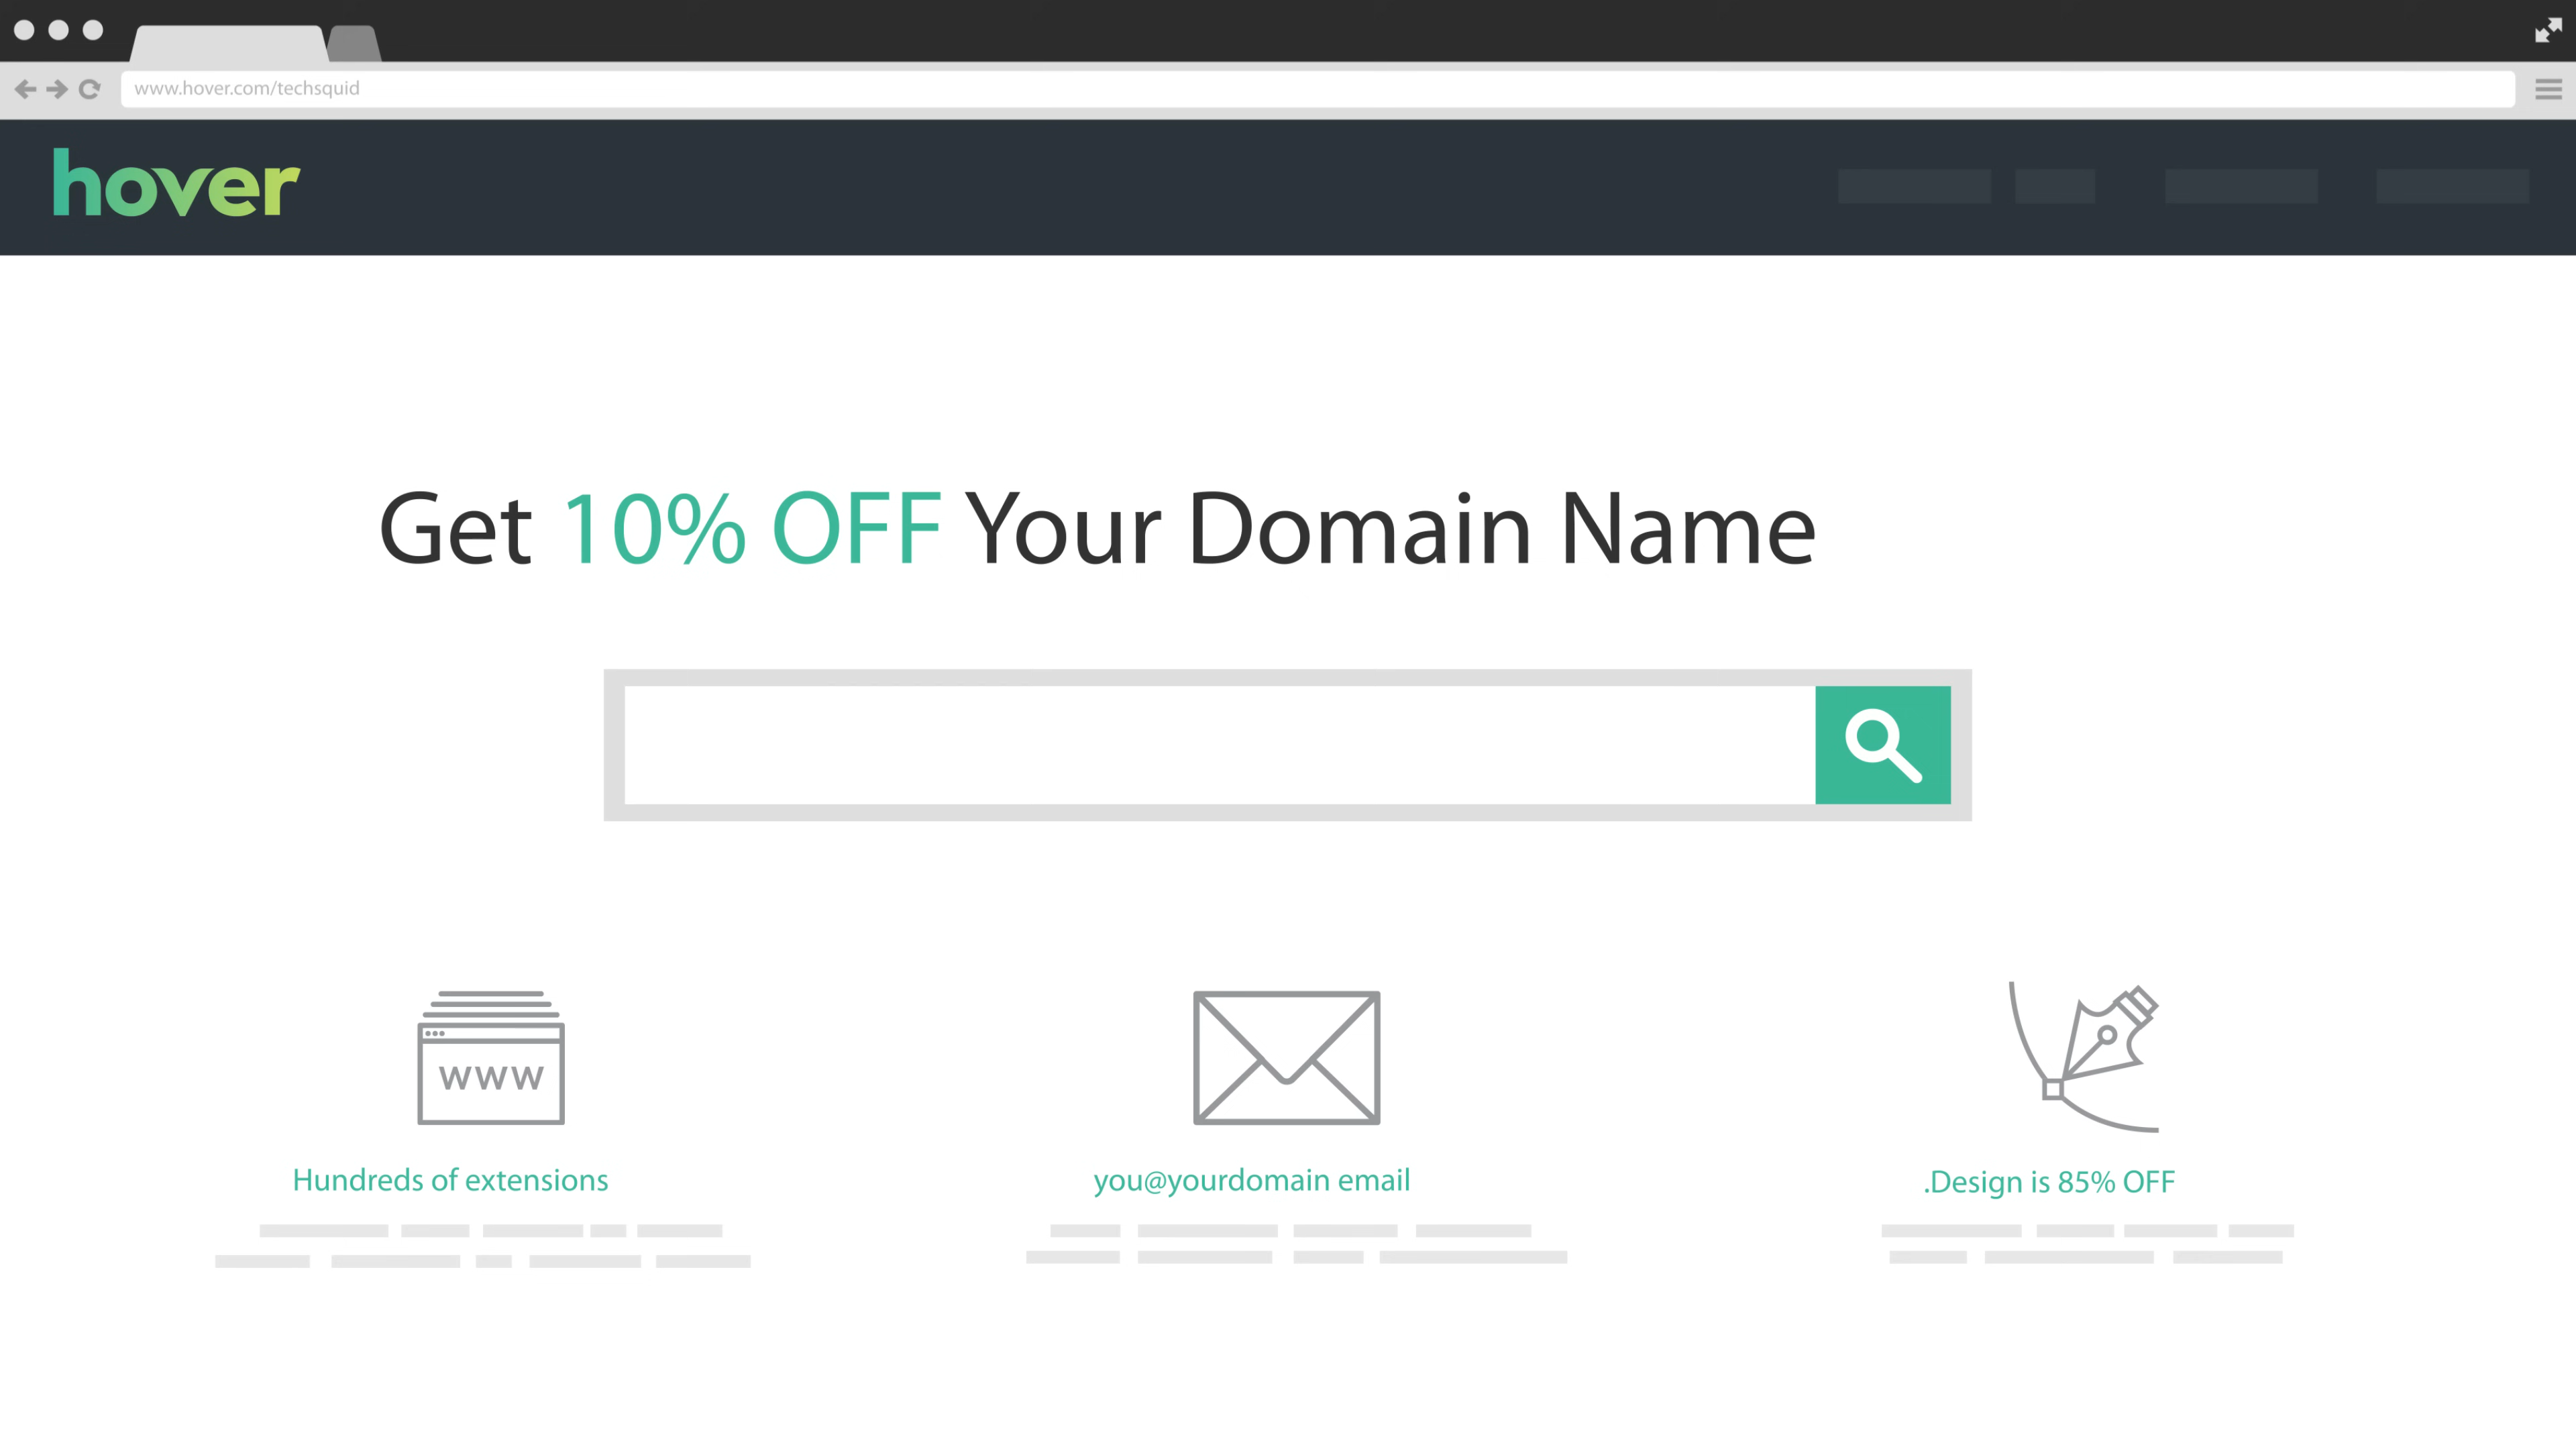 www.hover.com/techsquid
hover
Get 10% OFF Your Domain Name
www
Hundreds of extensions
you@yourdomain email
.Design is 85% OFF